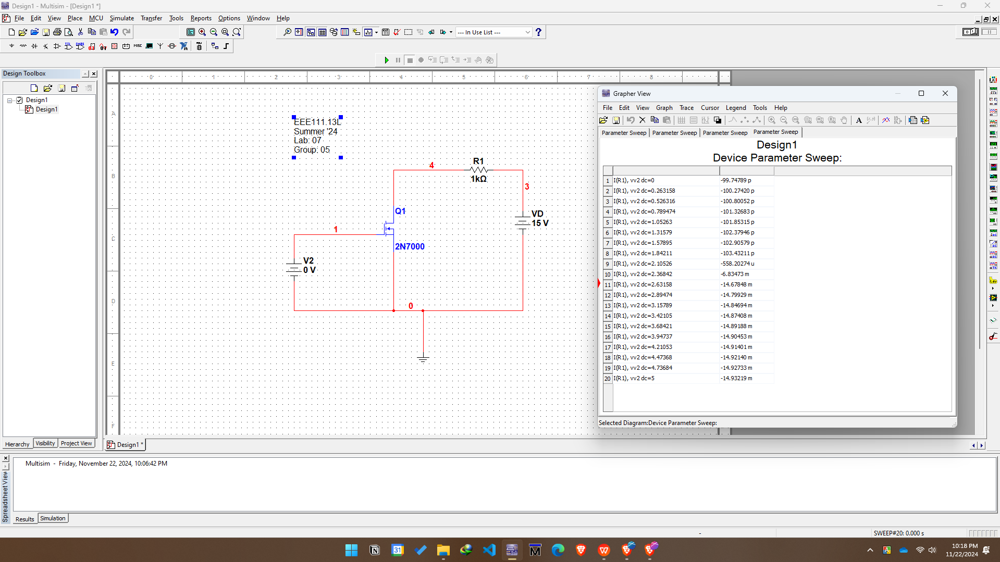 Design1 - Multisim - [Design1 *]
File Edit View Place MCU Simulate Transfer Tools Reports Options Window Help
--- In Use List ---
MISC
Design Toolbox
Design1
Design1
0 1 2 3 4 5 6 7 8
A
B
C
D
E
F
EEE111.13L
Summer '24
Lab: 07
Group: 05
4
R1
1kΩ
3
Q1
VD
15 V
1
2N7000
V2
0 V
0
Grapher View
File Edit View Graph Trace Cursor Legend Tools Help
Parameter Sweep Parameter Sweep Parameter Sweep Parameter Sweep
Design1
Device Parameter Sweep:
1 I(R1), vv2 dc=0 -99.74789 p
2 I(R1), vv2 dc=0.263158 -100.27420 p
3 I(R1), vv2 dc=0.526316 -100.80052 p
4 I(R1), vv2 dc=0.789474 -101.32683 p
5 I(R1), vv2 dc=1.05263 -101.85315 p
6 I(R1), vv2 dc=1.31579 -102.37946 p
7 I(R1), vv2 dc=1.57895 -102.90579 p
8 I(R1), vv2 dc=1.84211 -103.43211 p
9 I(R1), vv2 dc=2.10526 -558.20274 u
10 I(R1), vv2 dc=2.36842 -6.83473 m
11 I(R1), vv2 dc=2.63158 -14.67848 m
12 I(R1), vv2 dc=2.89474 -14.79929 m
13 I(R1), vv2 dc=3.15789 -14.84694 m
14 I(R1), vv2 dc=3.42105 -14.87408 m
15 I(R1), vv2 dc=3.68421 -14.89188 m
16 I(R1), vv2 dc=3.94737 -14.90453 m
17 I(R1), vv2 dc=4.21053 -14.91401 m
18 I(R1), vv2 dc=4.47368 -14.92140 m
19 I(R1), vv2 dc=4.73684 -14.92733 m
20 I(R1), vv2 dc=5 -14.93219 m
Selected Diagram:Device Parameter Sweep:
Hierarchy Visibility Project View
Design1 *
Multisim - Friday, November 22, 2024, 10:06:42 PM
Spreadsheet View
Results Simulation
-
SWEEP#20: 0.000 s
31
10:18 PM
11/22/2024